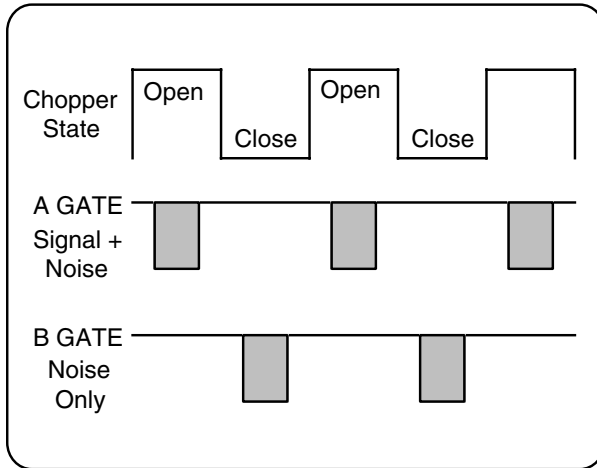 Chopper
State
Open
Close
Open
Close
A GATE
Signal +
Noise
B GATE
Noise
Only